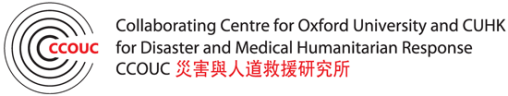 CCOUC
Collaborating Centre for Oxford University and CUHK
for Disaster and Medical Humanitarian Response
CCOUC 災害與人道救援研究所